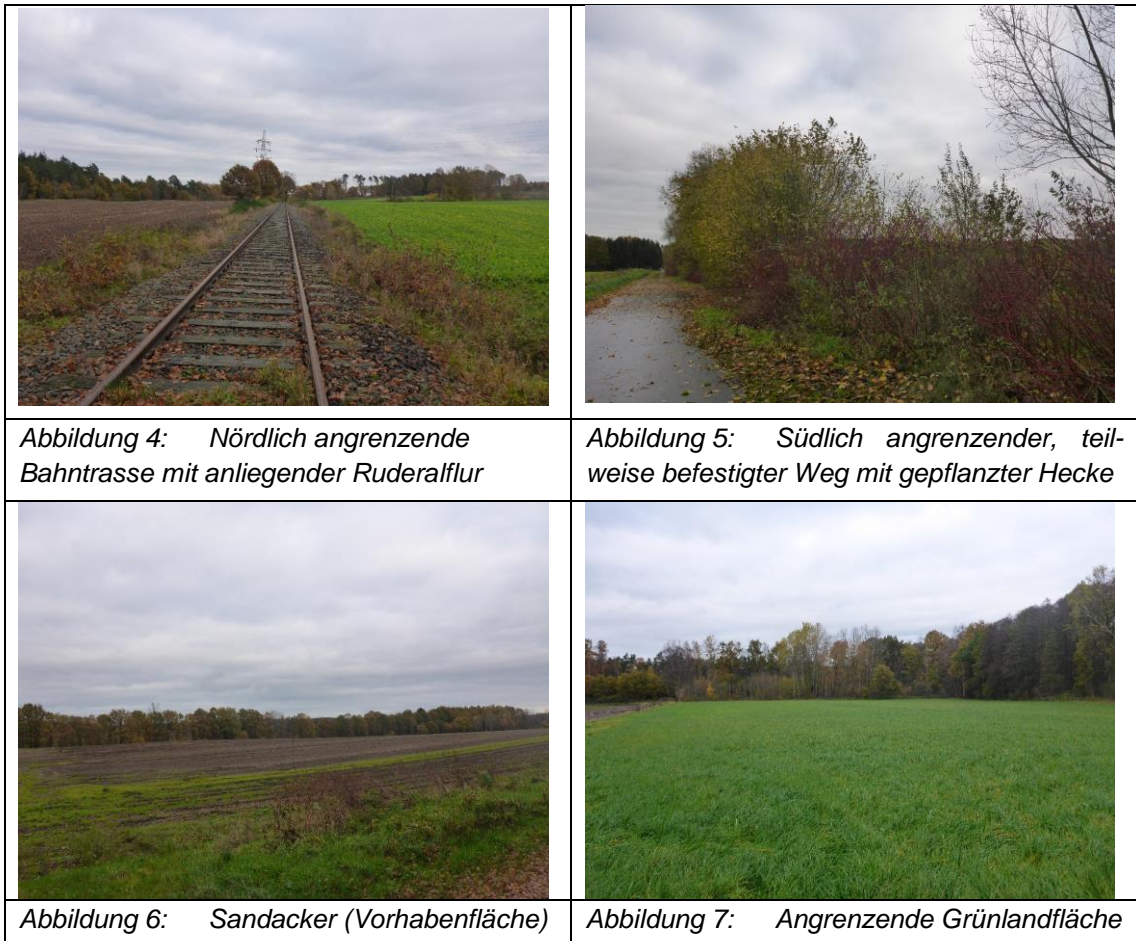 Abbildung 4: Nördlich angrenzende
Bahntrasse mit anliegender Ruderalflur
Abbildung 5: Südlich angrenzender, teil-
weise befestigter Weg mit gepflanzter Hecke
Abbildung 6: Sandacker (Vorhabenfläche)
Abbildung 7: Angrenzende Grünlandfläche